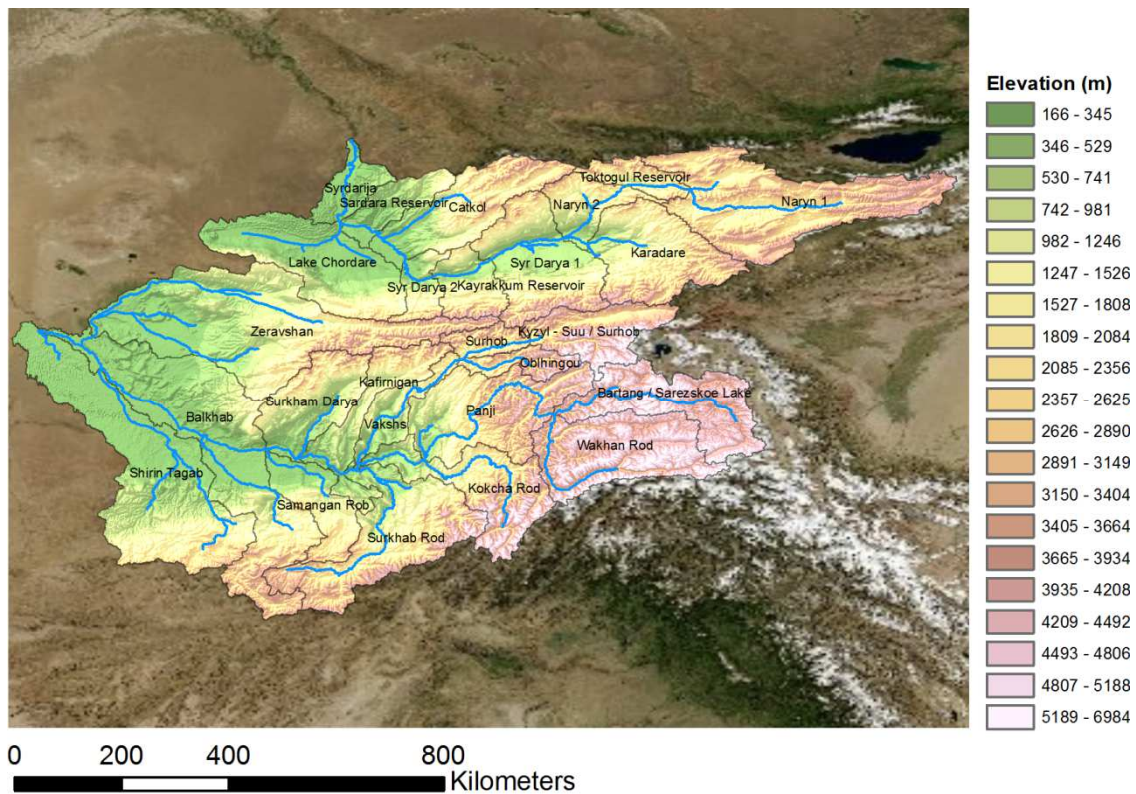 Syrdarija
Sardara Reservoir
Catkol
Toktogul Reservoir
Naryn 2
Naryn 1
Lake Chordare
Syr Darya 1
Karadare
Syr Darya 2
Kayrakkum Reservoir
Zeravshan
Kyzyl - Suu / Surhob
Surhob
Oblhingou
Kafirnigan
Surkham Darya
Bartang / Sarezskoe Lake
Balkhab
Vakshs
Panji
Wakhan Rod
Shirin Tagab
Samangan Rob
Kokcha Rod
Surkhab Rod
Elevation (m)
166 - 345
346 - 529
530 - 741
742 - 981
982 - 1246
1247 - 1526
1527 - 1808
1809 - 2084
2085 - 2356
2357 - 2625
2626 - 2890
2891 - 3149
3150 - 3404
3405 - 3664
3665 - 3934
3935 - 4208
4209 - 4492
4493 - 4806
4807 - 5188
5189 - 6984
0 200 400 800
Kilometers